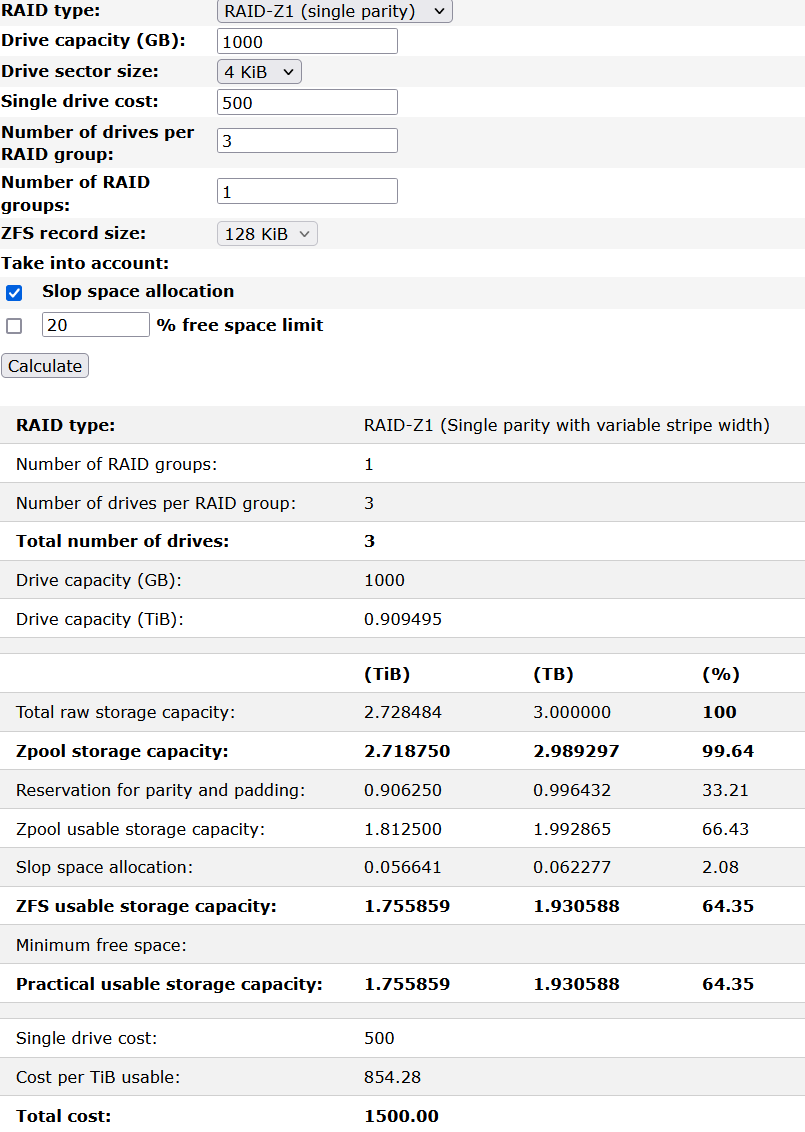 RAID type: RAID-Z1 (single parity)
Drive capacity (GB): 1000
Drive sector size: 4 KiB
Single drive cost: 500
Number of drives per
RAID group: 3
Number of RAID
groups: 1
ZFS record size: 128 KiB
Take into account:
Slop space allocation
20 % free space limit
Calculate
RAID type: RAID-Z1 (Single parity with variable stripe width)
Number of RAID groups: 1
Number of drives per RAID group: 3
Total number of drives: 3
Drive capacity (GB): 1000
Drive capacity (TiB): 0.909495
(TiB) (TB) (%)
Total raw storage capacity: 2.728484 3.000000 100
Zpool storage capacity: 2.718750 2.989297 99.64
Reservation for parity and padding: 0.906250 0.996432 33.21
Zpool usable storage capacity: 1.812500 1.992865 66.43
Slop space allocation: 0.056641 0.062277 2.08
ZFS usable storage capacity: 1.755859 1.930588 64.35
Minimum free space:
Practical usable storage capacity: 1.755859 1.930588 64.35
Single drive cost: 500
Cost per TiB usable: 854.28
Total cost: 1500.00